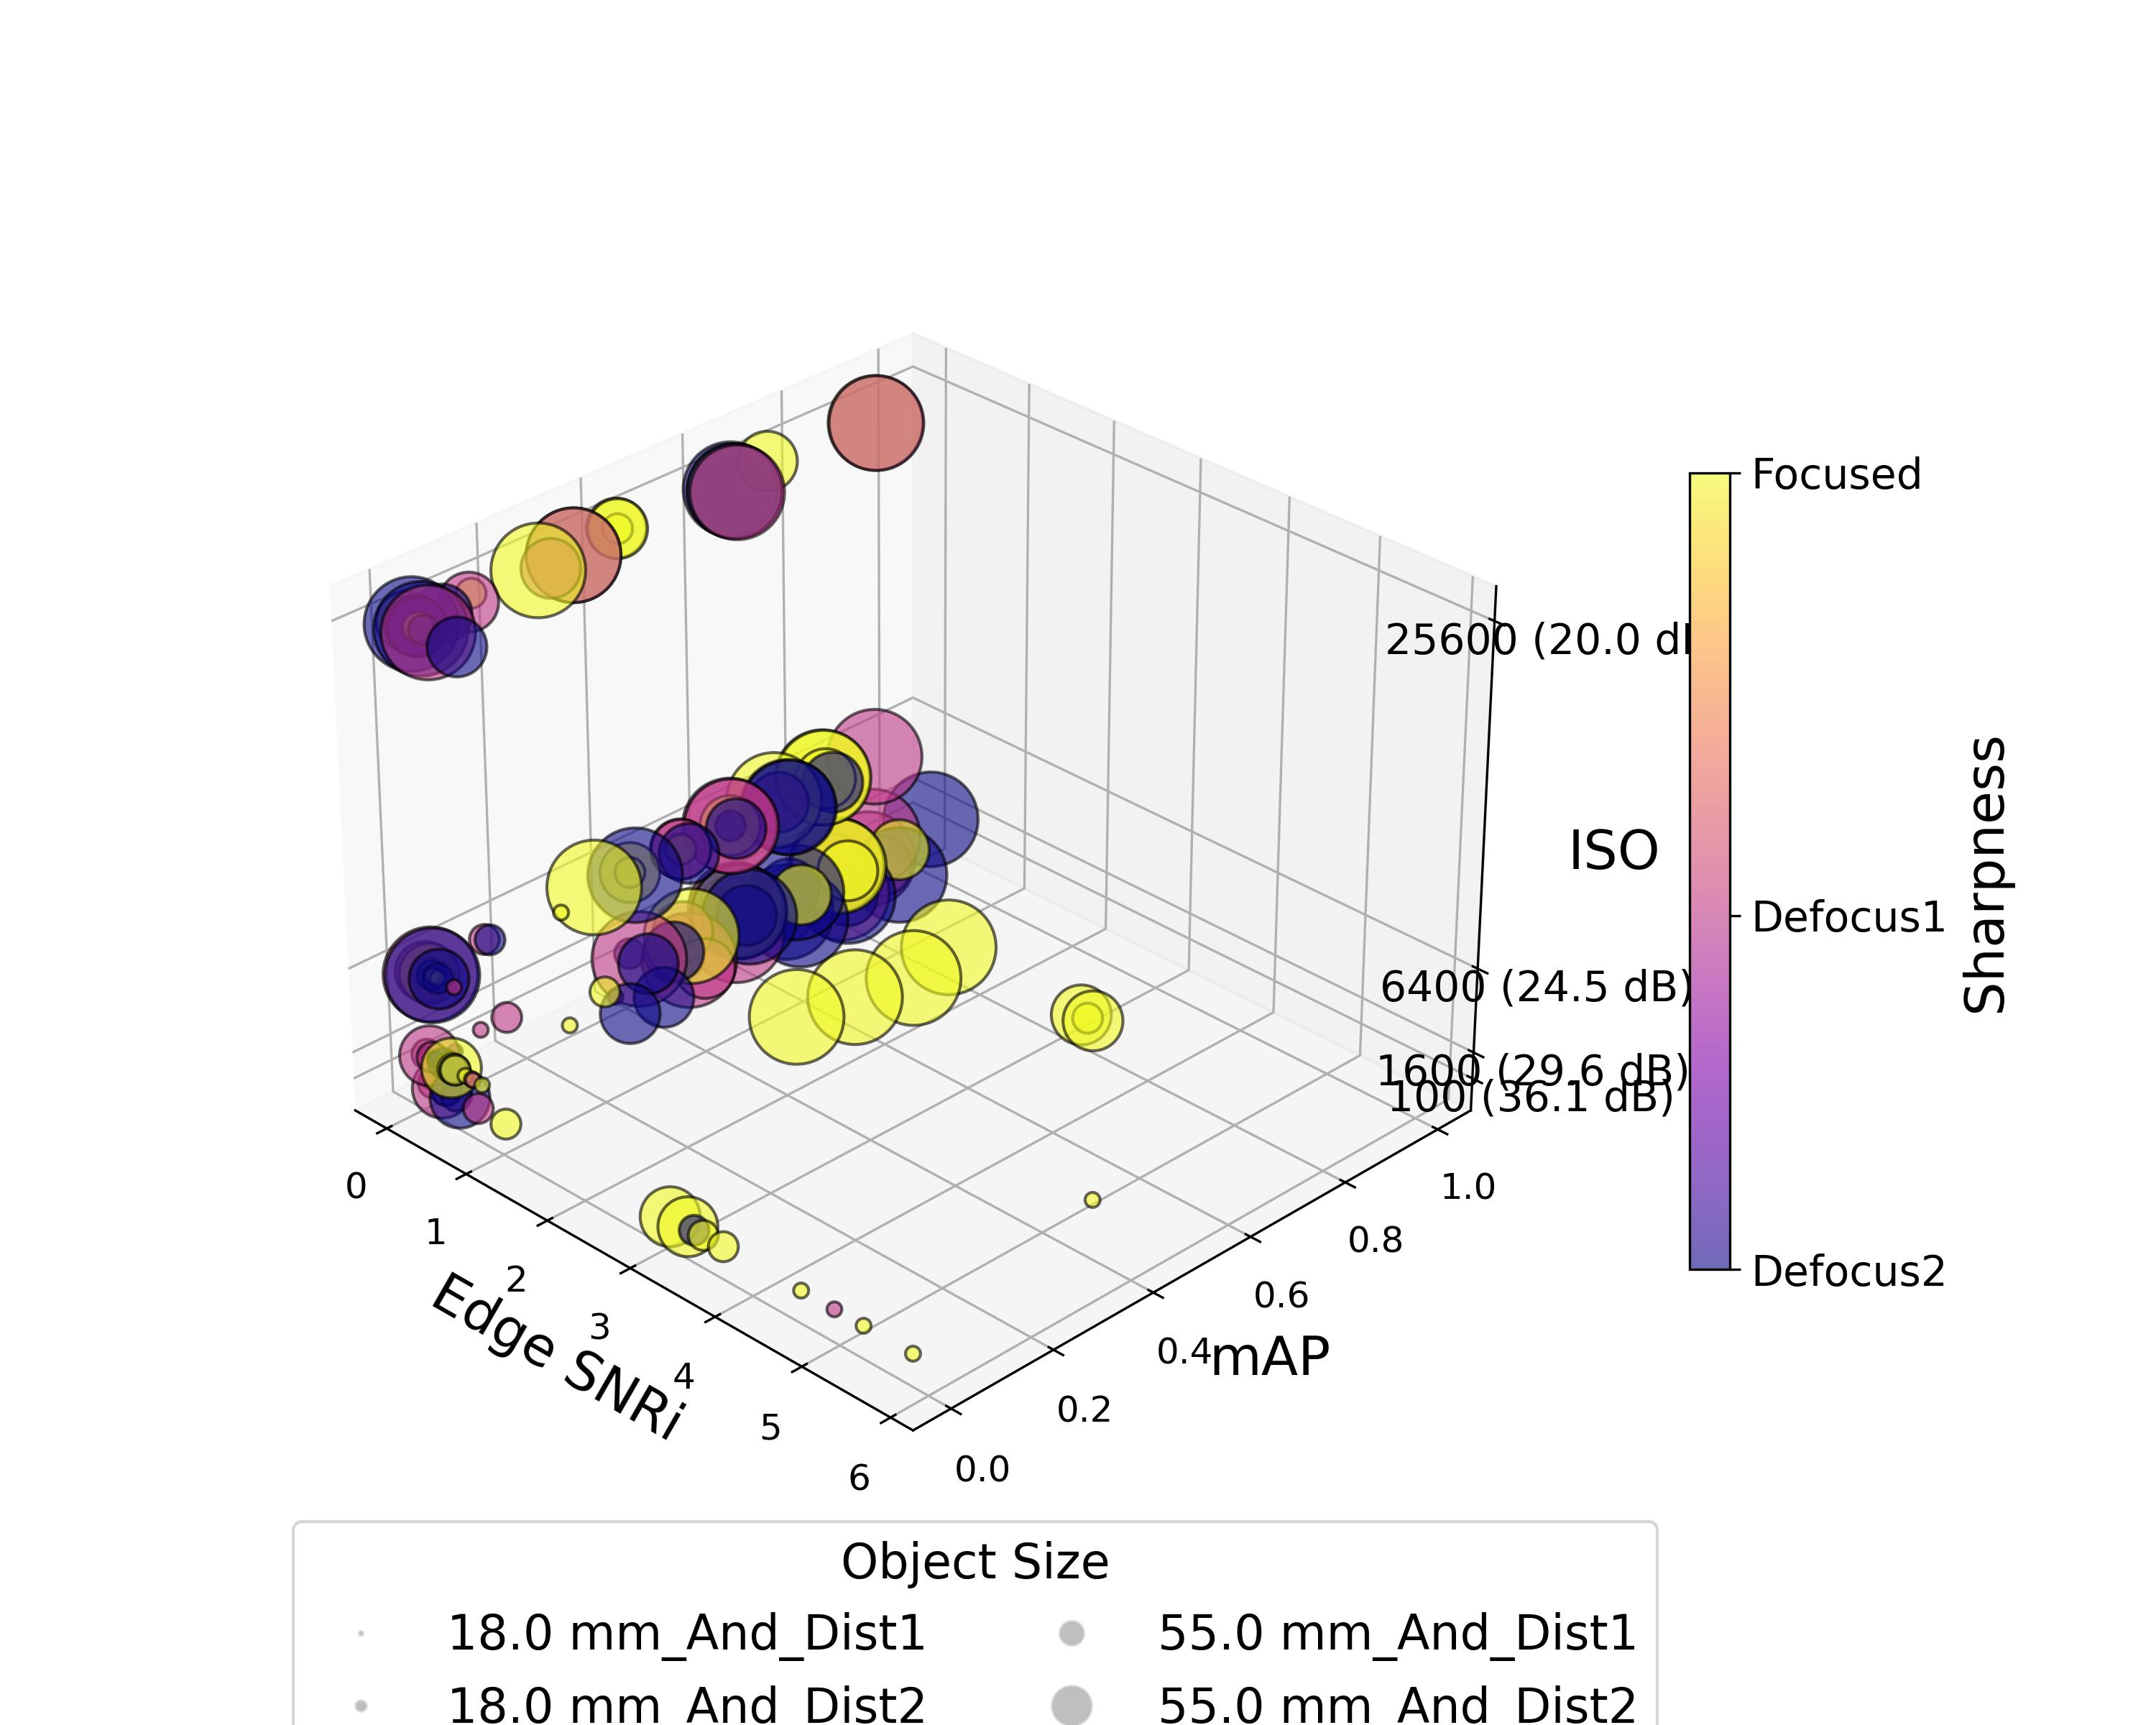 Focused
25600 (20.0 dB
ISO
Defocus1
Sharpness
6400 (24.5 dB)
1600 (29.6 dB)
100 (36.1 dB)
Defocus2
0
1
2
3
4
5
6
Edge SNRi
0.0
0.2
0.4
0.6
0.8
1.0
mAP
Object Size
18.0 mm_And_Dist1
55.0 mm_And_Dist1
18.0 mm_And_Dist2
55.0 mm_And_Dist2